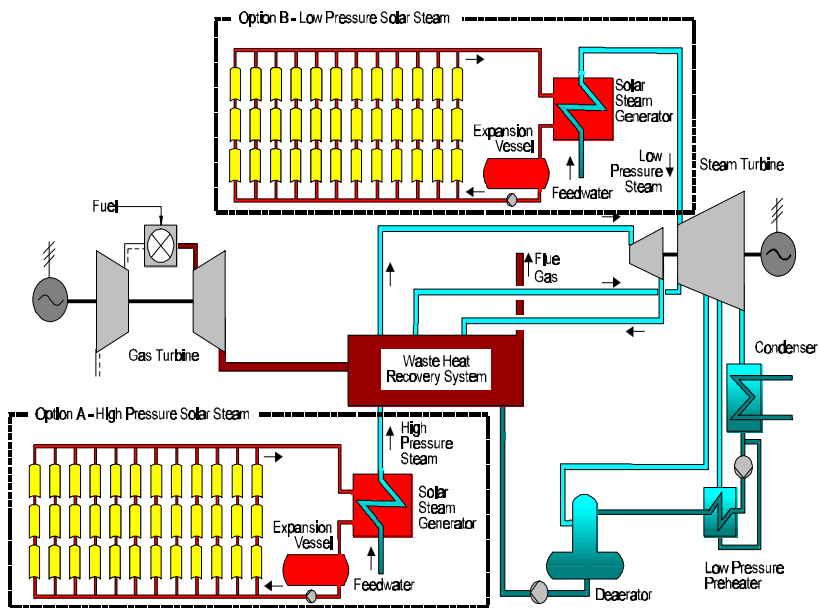 Option B - Low Pressure Solar Steam
Solar
Steam
Generator
Expansion
Vessel
Feedwater
Low
Pressure
Steam
Steam Turbine
Fuel
Gas Turbine
Flue
Gas
Waste Heat
Recovery System
Condenser
Option A - High Pressure Solar Steam
High
Pressure
Steam
Solar
Steam
Generator
Expansion
Vessel
Feedwater
Deaerator
Low Pressure
Preheater